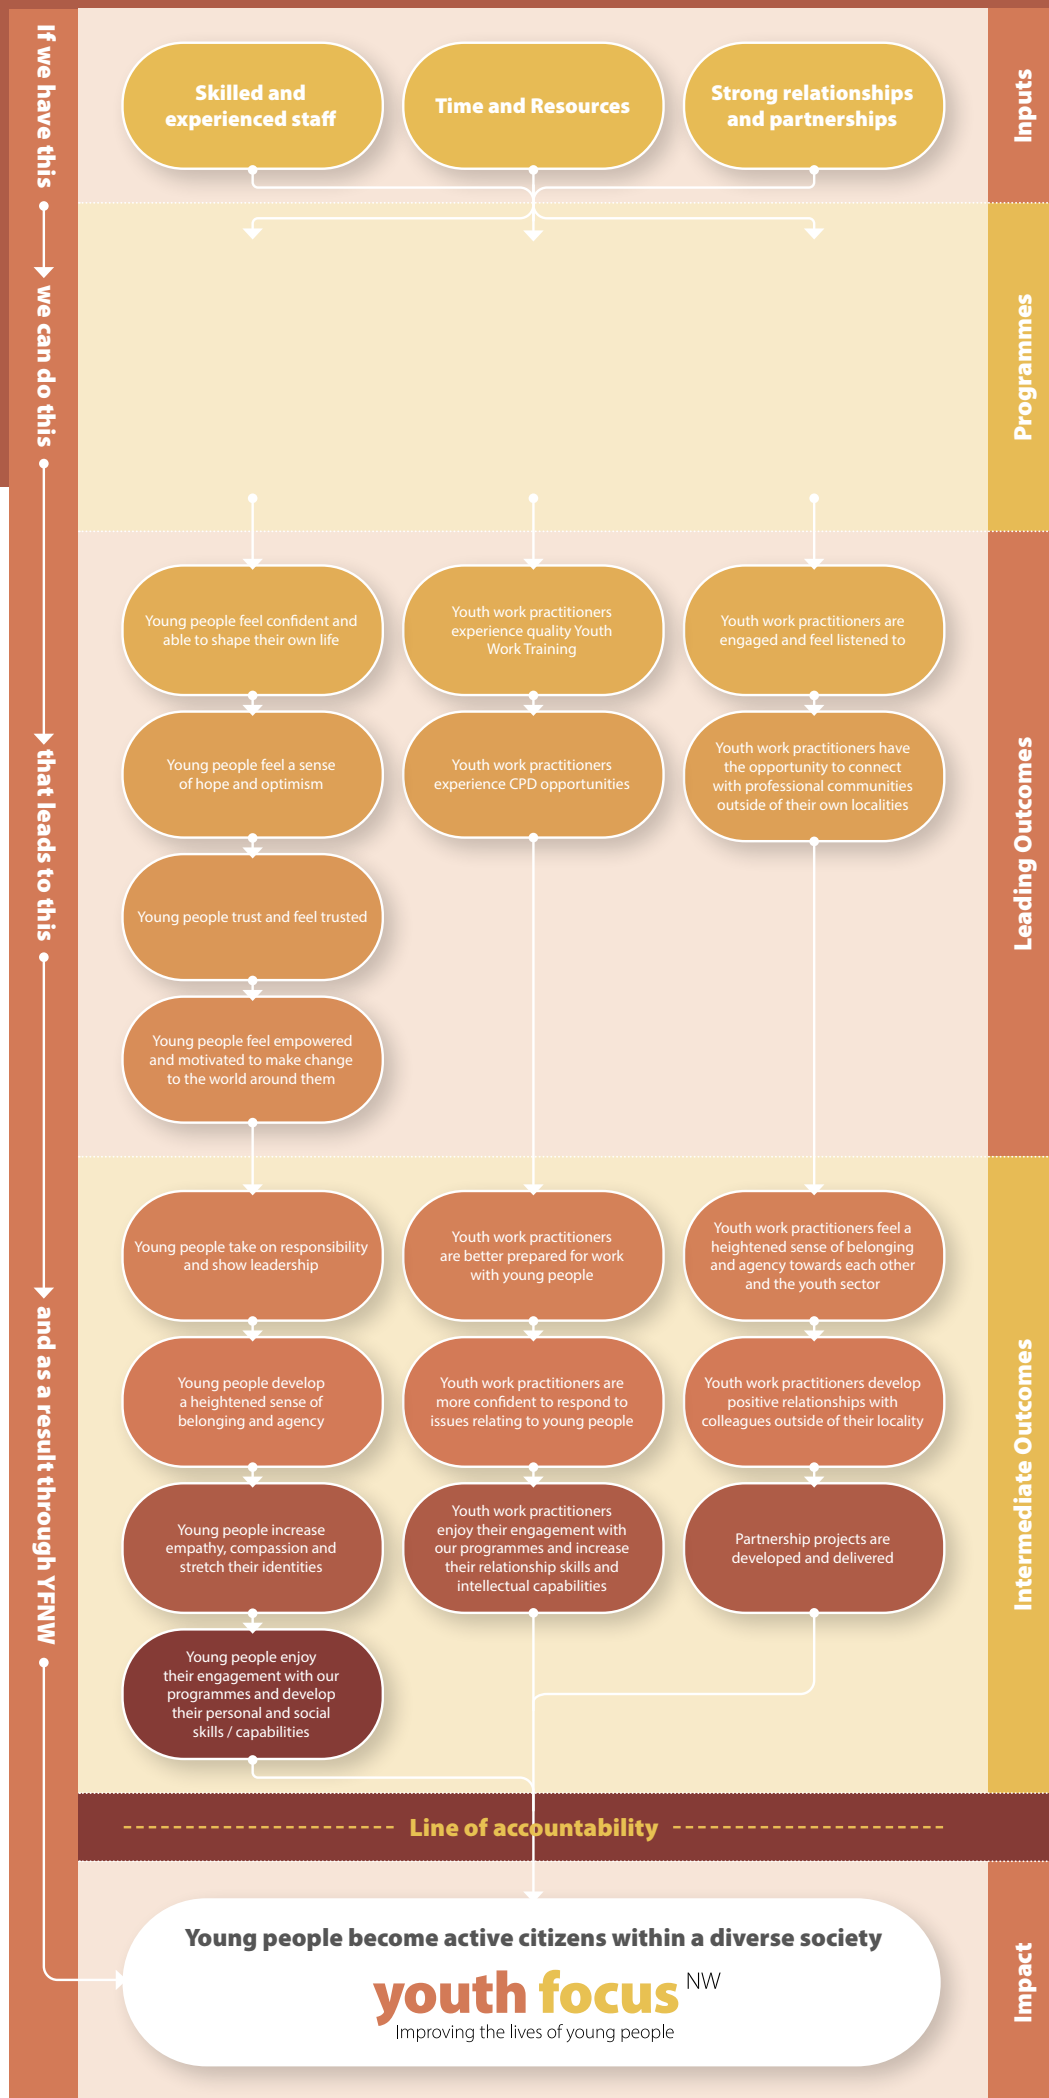 If we have this
we can do this
that leads to this
and as a result through YFNW
Inputs
Skilled and
experienced staff
Time and Resources
Strong relationships
and partnerships
Programmes
Leading Outcomes
Young people feel confident and
able to shape their own life
Young people feel a sense
of hope and optimism
Young people trust and feel trusted
Young people feel empowered
and motivated to make change
to the world around them
Youth work practitioners
experience quality Youth
Work Training
Youth work practitioners
experience CPD opportunities
Youth work practitioners are
engaged and feel listened to
Youth work practitioners have
the opportunity to connect
with professional communities
outside of their own localities
Intermediate Outcomes
Young people take on responsibility
and show leadership
Young people develop
a heightened sense of
belonging and agency
Young people increase
empathy, compassion and
stretch their identities
Young people enjoy
their engagement with our
programmes and develop
their personal and social
skills / capabilities
Youth work practitioners
are better prepared for work
with young people
Youth work practitioners are
more confident to respond to
issues relating to young people
Youth work practitioners
enjoy their engagement with
our programmes and increase
their relationship skills and
intellectual capabilities
Youth work practitioners feel a
heightened sense of belonging
and agency towards each other
and the youth sector
Youth work practitioners develop
positive relationships with
colleagues outside of their locality
Partnership projects are
developed and delivered
Line of accountability
Impact
Young people become active citizens within a diverse society
youth focus NW
Improving the lives of young people